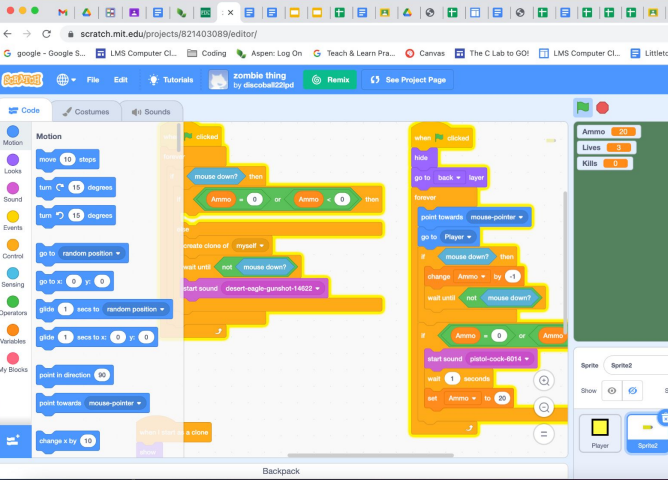 scratch.mit.edu/projects/821403089/editor/
google - Google S...
LMS Computer Cl...
Coding
Aspen: Log On
Teach & Learn Pra...
Canvas
The C Lab to GO!
LMS Computer Cl...
Littleto
SCRATCH
File
Edit
Tutorials
zombie thing
by discoball22lpd
Remix
See Project Page
Code
Costumes
Sounds
Motion
Looks
Sound
Events
Control
Sensing
Operators
Variables
My Blocks
Motion
move 10 steps
turn 15 degrees
turn 15 degrees
go to random position
go to x: 0 y: 0
glide 1 secs to random position
glide 1 secs to x: 0 y: 0
point in direction 90
point towards mouse-pointer
change x by 10
when clicked
forever
if mouse down? then
if Ammo = 0 or Ammo < 0 then
else
create clone of myself
wait until not mouse down?
start sound desert-eagle-gunshot-14622
when I start as a clone
show
when clicked
hide
go to back layer
forever
point towards mouse-pointer
go to Player
if mouse down? then
change Ammo by -1
wait until not mouse down?
if Ammo = 0 or Ammo
start sound pistol-cock-6014
wait 1 seconds
set Ammo to 20
Ammo 20
Lives 3
Kills 0
Sprite Sprite2
Show
S
Player
Sprite2
Backpack